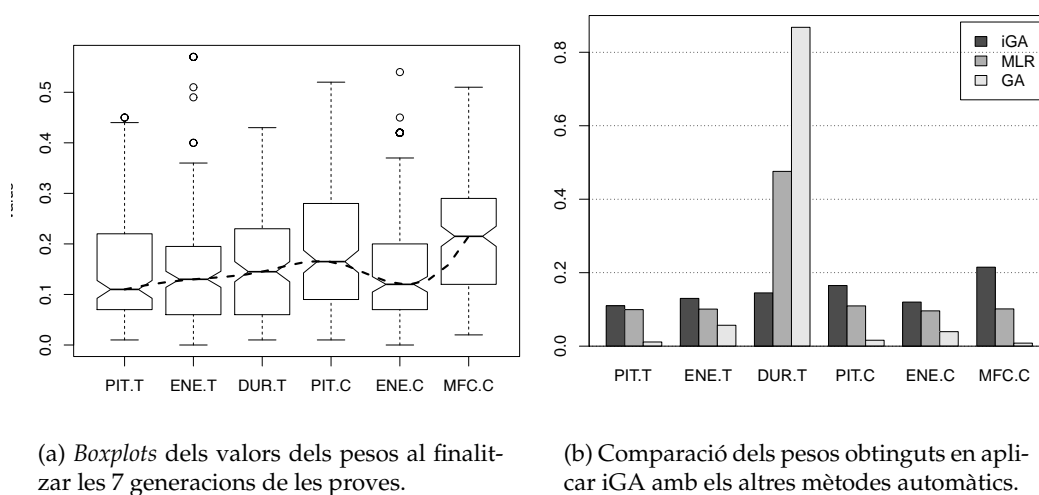 0.0 0.1 0.2 0.3 0.4 0.5
PIT.T ENE.T DUR.T PIT.C ENE.C MFC.C
0.0 0.2 0.4 0.6 0.8
iGA
MLR
GA
PIT.T ENE.T DUR.T PIT.C ENE.C MFC.C
(a) Boxplots dels valors dels pesos al finalit-
zar les 7 generacions de les proves.
(b) Comparació dels pesos obtinguts en apli-
car iGA amb els altres mètodes automàtics.